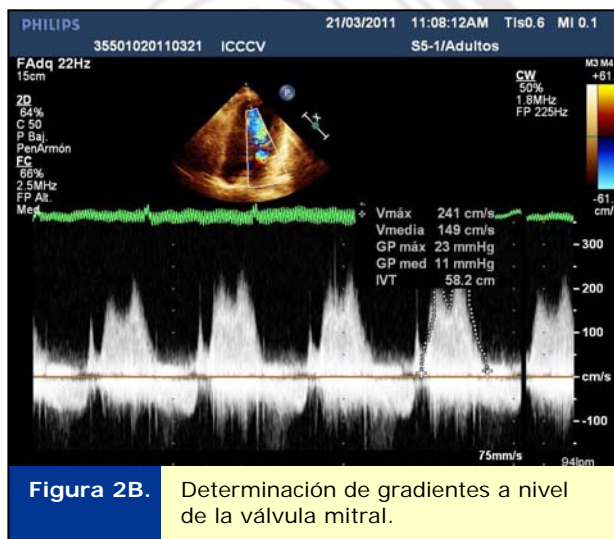 PHILIPS 21/03/2011 11:08:12AM TIs0.6 MI 0.1
35501020110321 ICCCV S5-1/Adultos
FAdq 22Hz
15cm
2D
64%
C 50
P Baj.
PenArmón
FC
66%
2.5MHz
FP Alt.
Med
P
CW
50%
1.8MHz
FP 225Hz
M3 M4
+61.
-61.
cm/
Vmáx 241 cm/s
Vmedia 149 cm/s
GP máx 23 mmHg
GP med 11 mmHg
IVT 58.2 cm
300
200
100
cm/s
-100
75mm/s
94lpm
Figura 2B. Determinación de gradientes a nivel
de la válvula mitral.